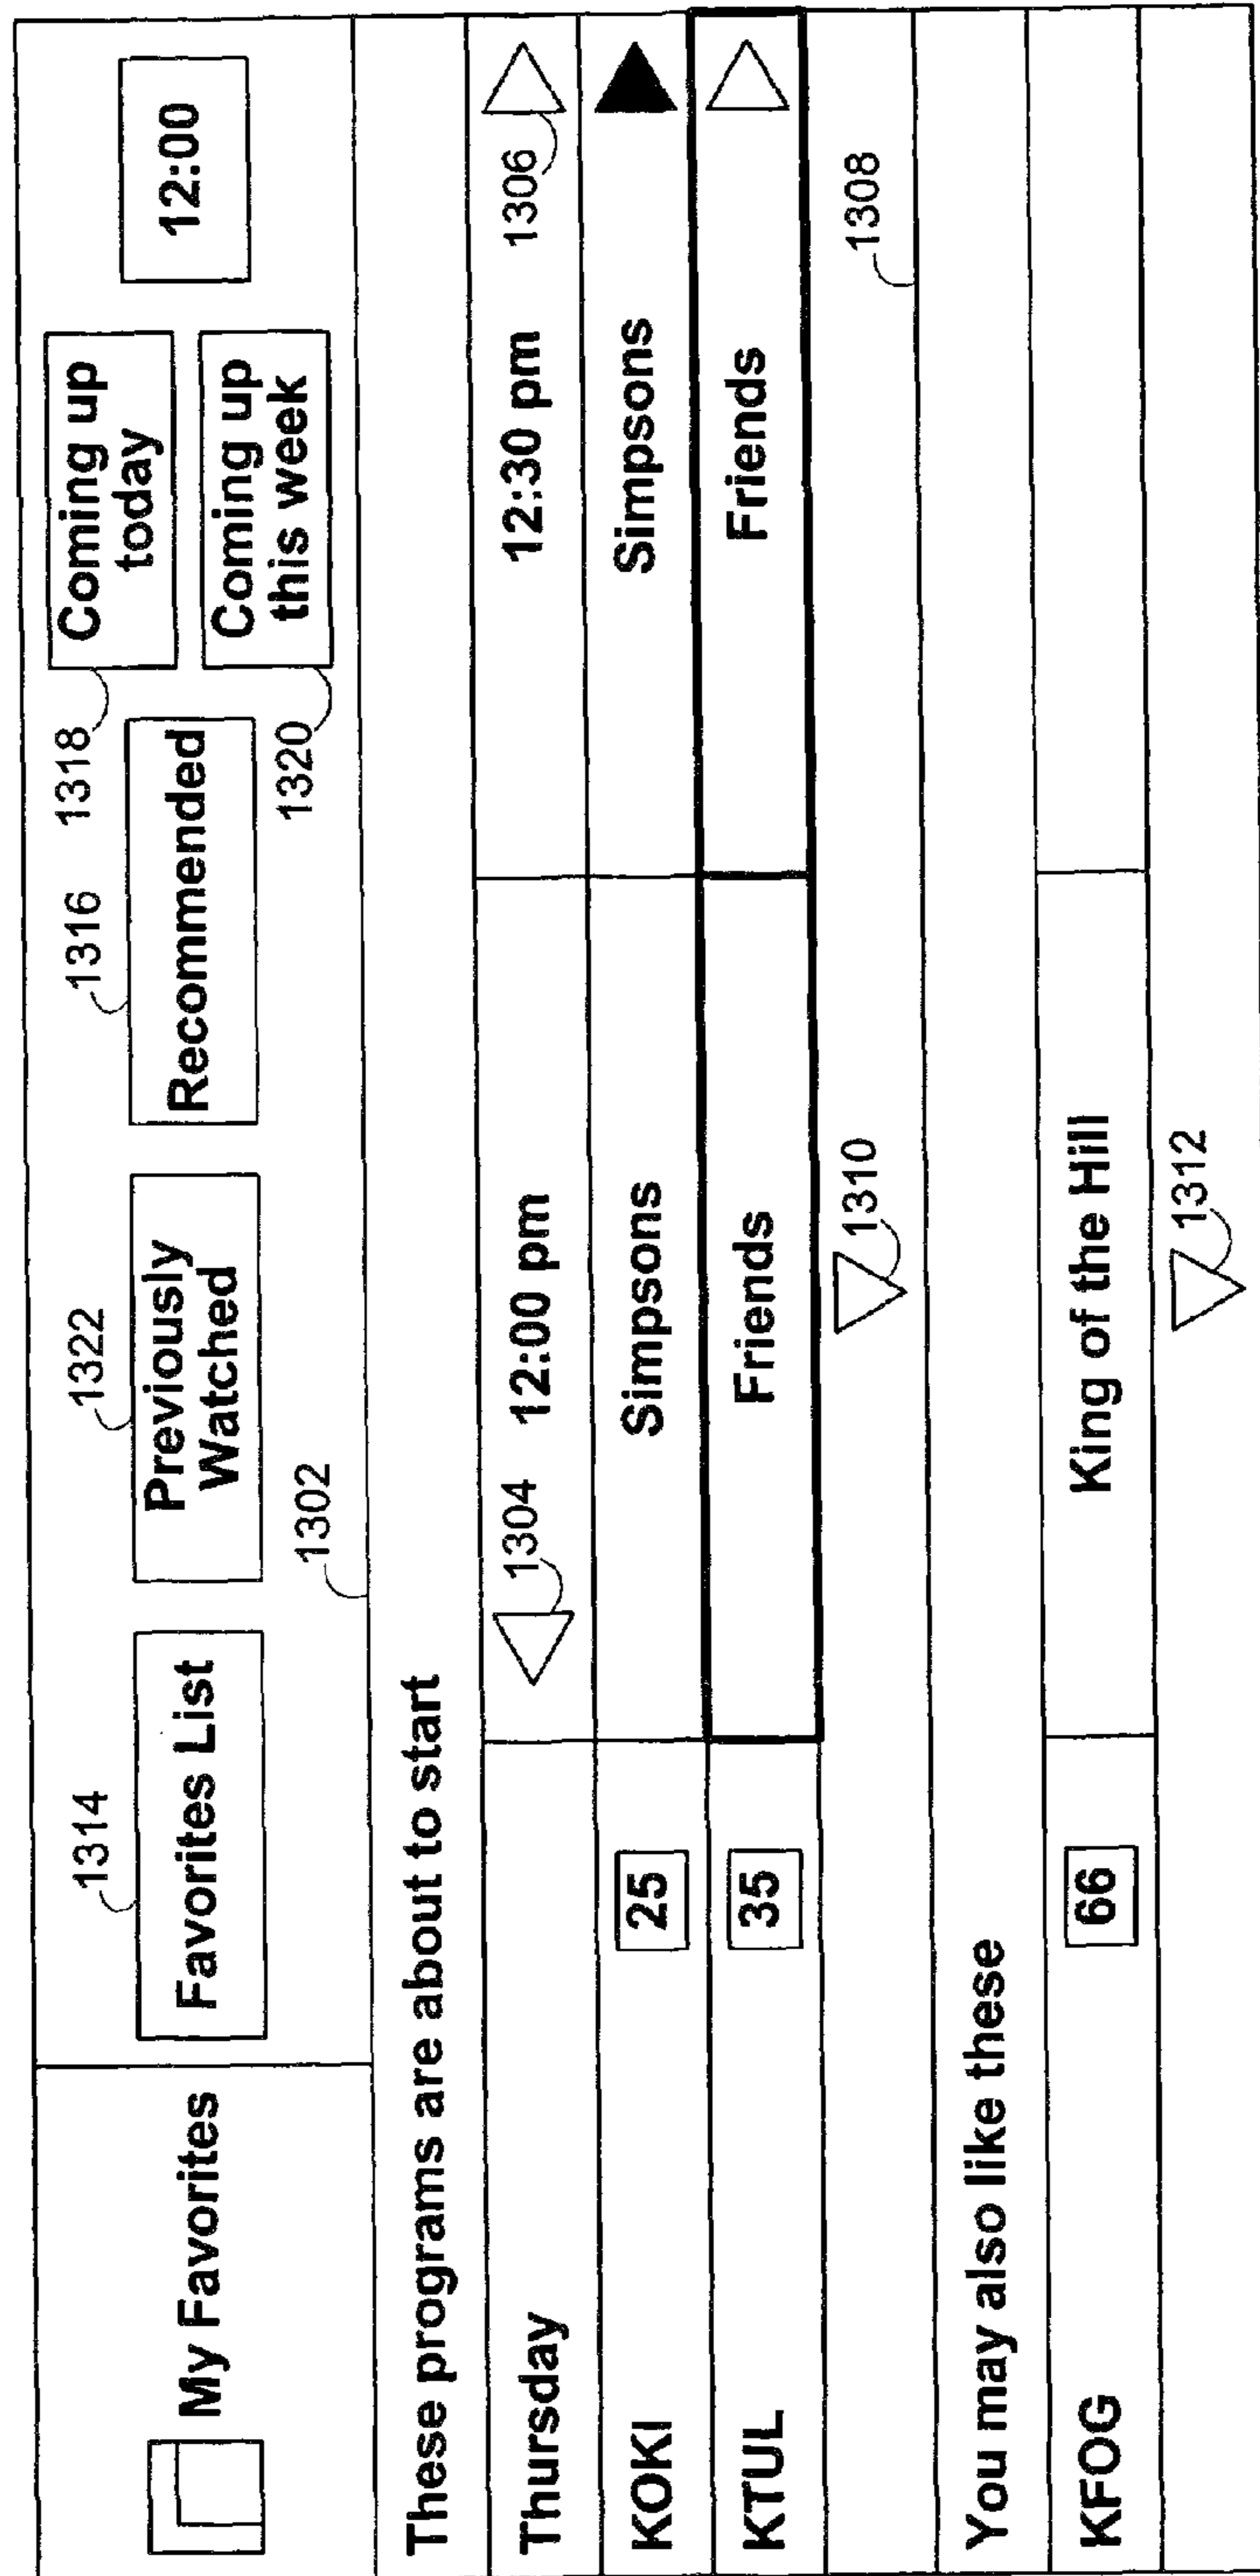 1314
1322
1316
1318
My Favorites
Favorites List
Previously
Watched
Recommended
Coming up
today
Coming up
this week
12:00
1320
1302
These programs are about to start
Thursday
1304
12:00 pm
12:30 pm
1306
KOKI
25
Simpsons
Simpsons
KTUL
35
Friends
Friends
1310
1308
You may also like these
KFOG
66
King of the Hill
1312